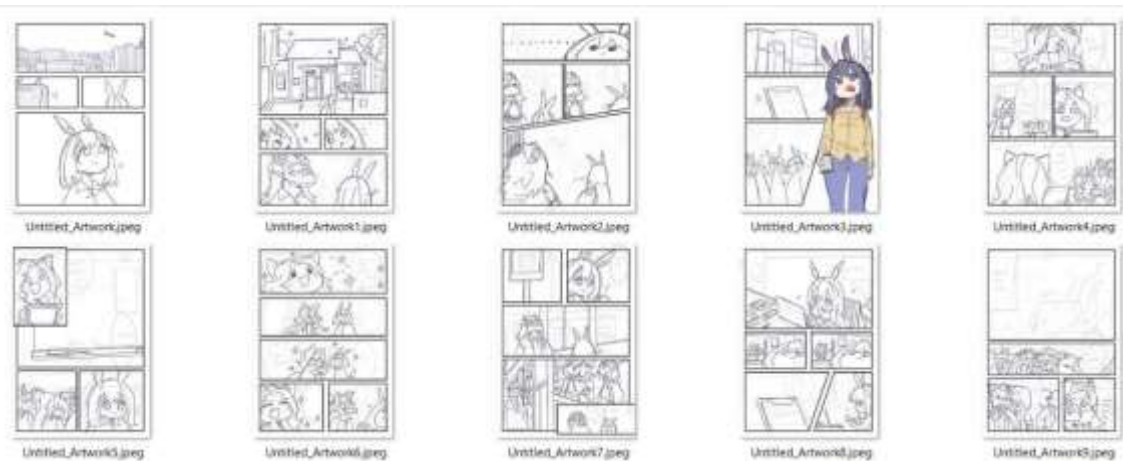 Untitled_Artwork.jpeg
Untitled_Artwork1.jpeg
Untitled_Artwork2.jpeg
Untitled_Artwork3.jpeg
Untitled_Artwork4.jpeg
Untitled_Artwork5.jpeg
Untitled_Artwork6.jpeg
Untitled_Artwork7.jpeg
Untitled_Artwork8.jpeg
Untitled_Artwork9.jpeg